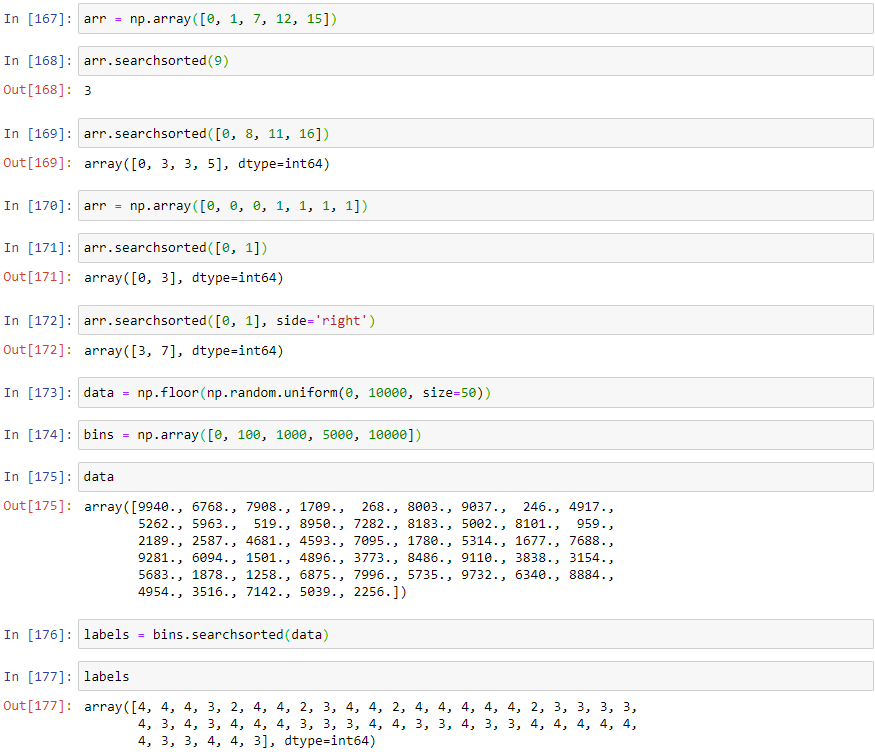 In [167]: arr = np.array([0, 1, 7, 12, 15])
In [168]: arr.searchsorted(9)
Out[168]: 3
In [169]: arr.searchsorted([0, 8, 11, 16])
Out[169]: array([0, 3, 3, 5], dtype=int64)
In [170]: arr = np.array([0, 0, 0, 1, 1, 1, 1])
In [171]: arr.searchsorted([0, 1])
Out[171]: array([0, 3], dtype=int64)
In [172]: arr.searchsorted([0, 1], side='right')
Out[172]: array([3, 7], dtype=int64)
In [173]: data = np.floor(np.random.uniform(0, 10000, size=50))
In [174]: bins = np.array([0, 100, 1000, 5000, 10000])
In [175]: data
Out[175]: array([9940., 6768., 7908., 1709., 268., 8003., 9037., 246., 4917.,
5262., 5963., 519., 8950., 7282., 8183., 5002., 8101., 959.,
2189., 2587., 4681., 4593., 7095., 1780., 5314., 1677., 7688.,
9281., 6094., 1501., 4896., 3773., 8486., 9110., 3838., 3154.,
5683., 1878., 1258., 6875., 7996., 5735., 9732., 6340., 8884.,
4954., 3516., 7142., 5039., 2256.])
In [176]: labels = bins.searchsorted(data)
In [177]: labels
Out[177]: array([4, 4, 4, 3, 2, 4, 4, 2, 3, 4, 4, 2, 4, 4, 4, 4, 4, 2, 3, 3, 3, 3,
4, 3, 4, 3, 4, 4, 4, 3, 3, 3, 4, 4, 3, 3, 4, 3, 3, 4, 4, 4, 4, 4,
4, 3, 3, 4, 4, 3], dtype=int64)